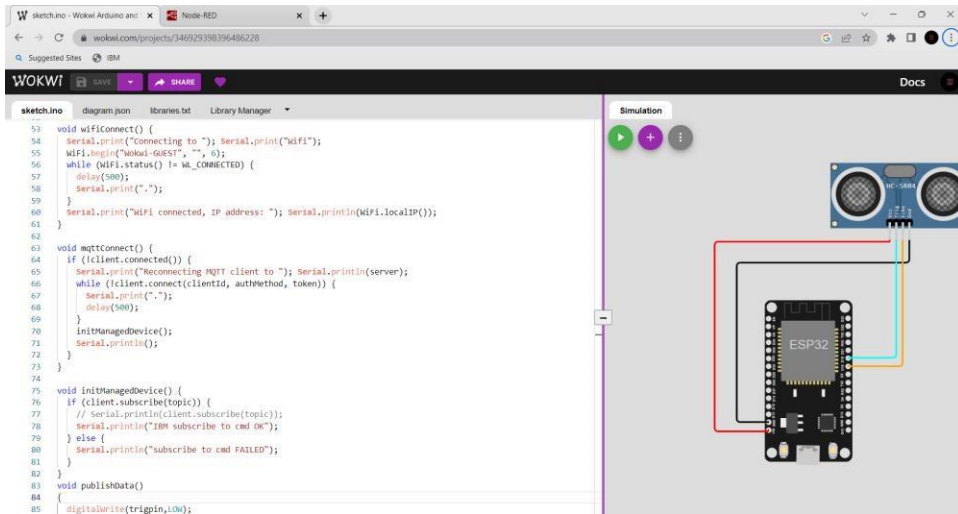 sketch.ino - Wokwi Arduino and
Node-RED
wokwi.com/projects/346929398396486228
Suggested Sites
IBM
WOKWi
SAVE
SHARE
Docs
sketch.ino
diagram.json
libraries.txt
Library Manager
53 void wifiConnect() {
54 Serial.print("Connecting to "); Serial.print("Wifi");
55 WiFi.begin("Wokwi-GUEST", "", 6);
56 while (WiFi.status() != WL_CONNECTED) {
57 delay(500);
58 Serial.print(".");
59 }
60 Serial.print("WiFi connected, IP address: "); Serial.println(WiFi.localIP());
61 }
62
63 void mqttConnect() {
64 if (!client.connected()) {
65 Serial.print("Reconnecting MQTT client to "); Serial.println(server);
66 while (!client.connect(clientId, authMethod, token)) {
67 Serial.print(".");
68 delay(500);
69 }
70 initManagedDevice();
71 Serial.println();
72 }
73 }
74
75 void initManagedDevice() {
76 if (client.subscribe(topic)) {
77 // Serial.println(client.subscribe(topic));
78 Serial.println("IBM subscribe to cmd OK");
79 } else {
80 Serial.println("subscribe to cmd FAILED");
81 }
82 }
83 void publishData()
84 {
85 digitalWrite(trigpin,LOW);
Simulation
HC-SR04
ESP32